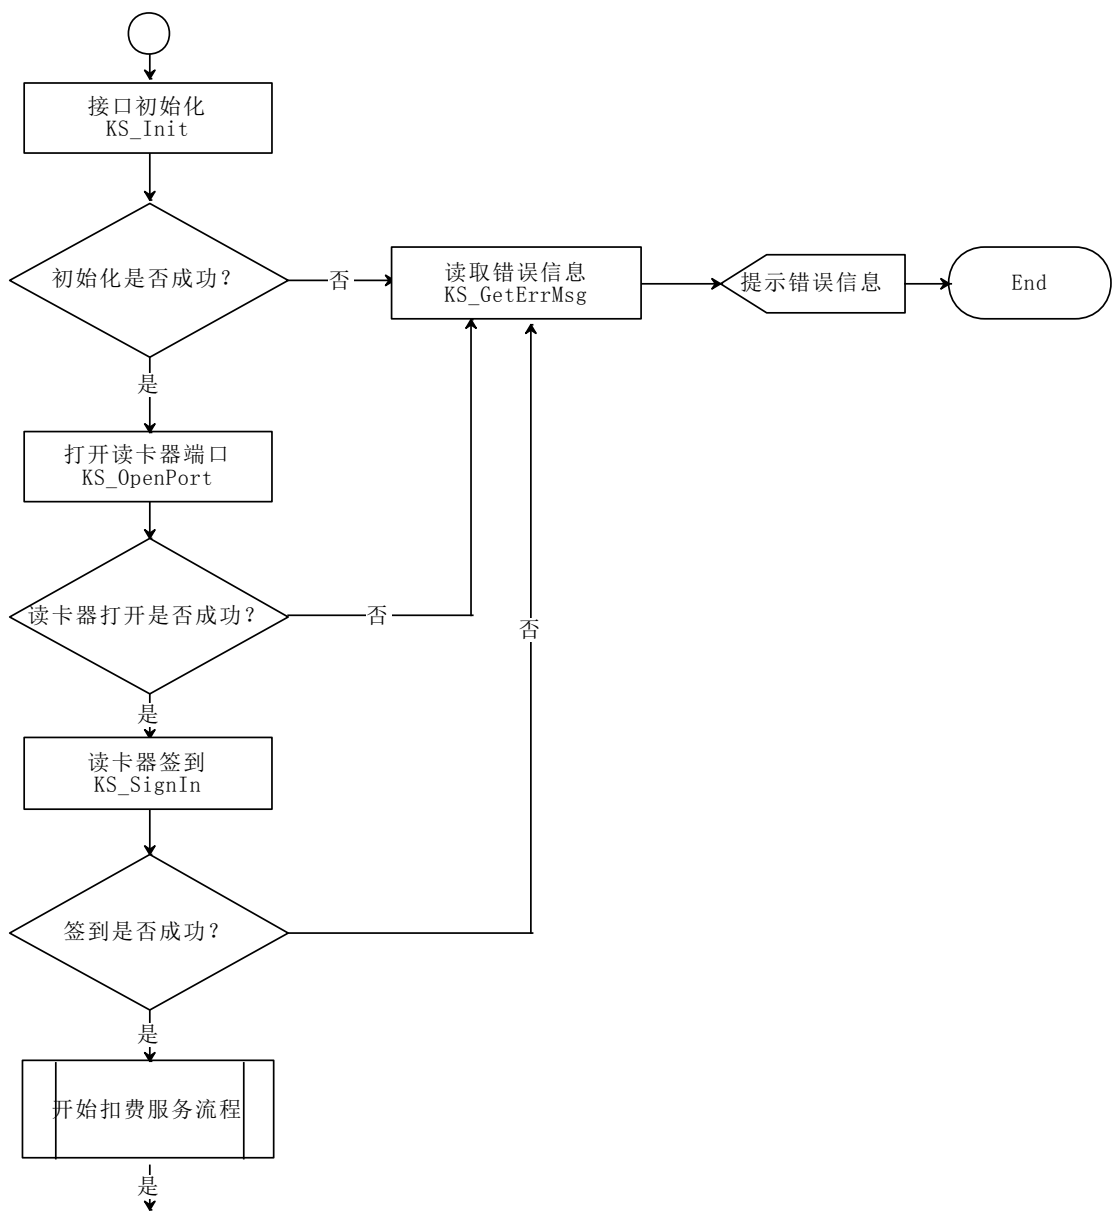 接口初始化
KS_Init
初始化是否成功?
否
读取错误信息
KS_GetErrMsg
提示错误信息
End
是
打开读卡器端口
KS_OpenPort
读卡器打开是否成功?
否
否
是
读卡器签到
KS_SignIn
签到是否成功?
是
开始扣费服务流程
是